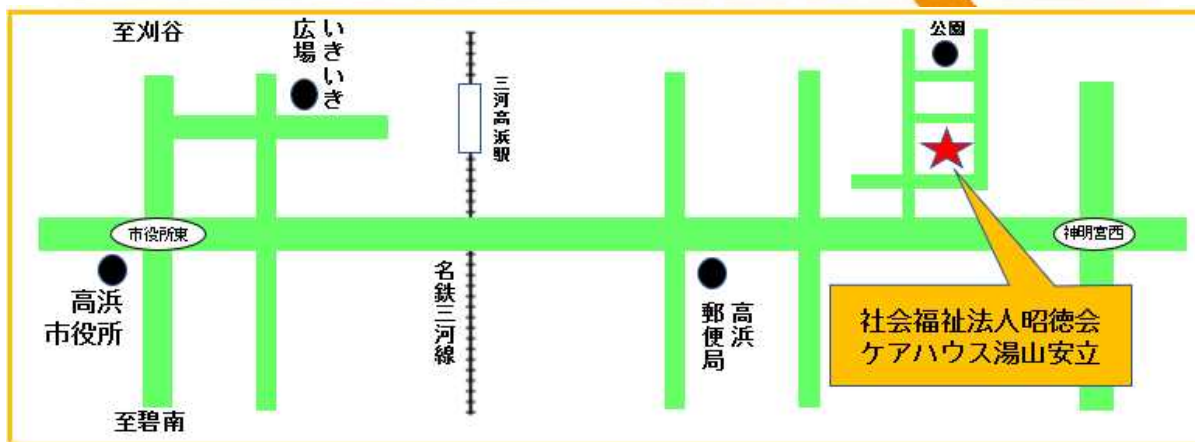 至刈谷
いきいき
広場
三河高浜駅
公園
市役所東
神明宮西
高浜
市役所
名鉄三河線
高浜
郵便局
社会福祉法人昭徳会
ケアハウス湯山安立
至碧南